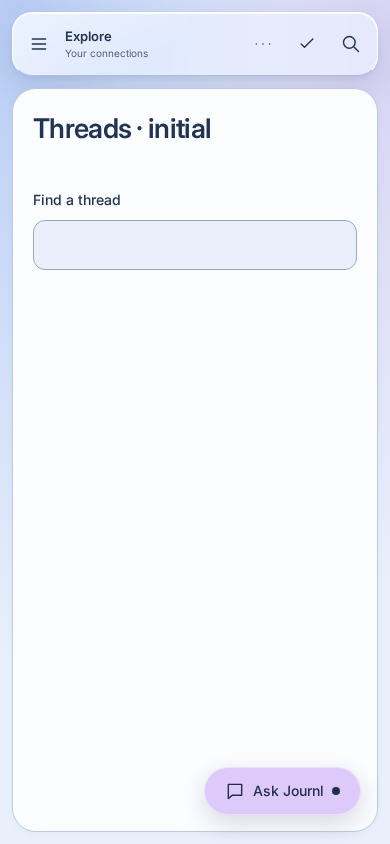 Explore
Your connections
Threads · initial
Find a thread
Ask Journl